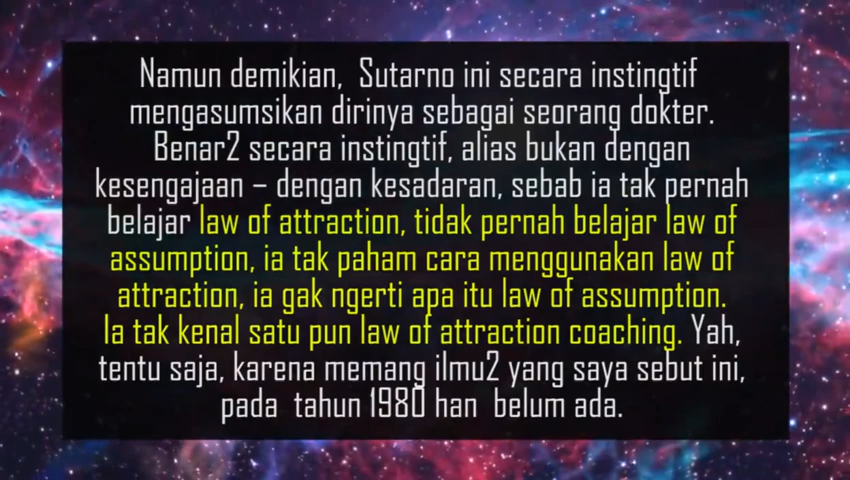 Namun demikian, Sutarno ini secara instingtif
mengasumsikan dirinya sebagai seorang dokter.
Benar2 secara instingtif, alias bukan dengan
kesengajaan – dengan kesadaran, sebab ia tak pernah
belajar law of attraction, tidak pernah belajar law of
assumption, ia tak paham cara menggunakan law of
attraction, ia gak ngerti apa itu law of assumption.
Ia tak kenal satu pun law of attraction coaching. Yah,
tentu saja, karena memang ilmu2 yang saya sebut ini,
pada tahun 1980 han belum ada.